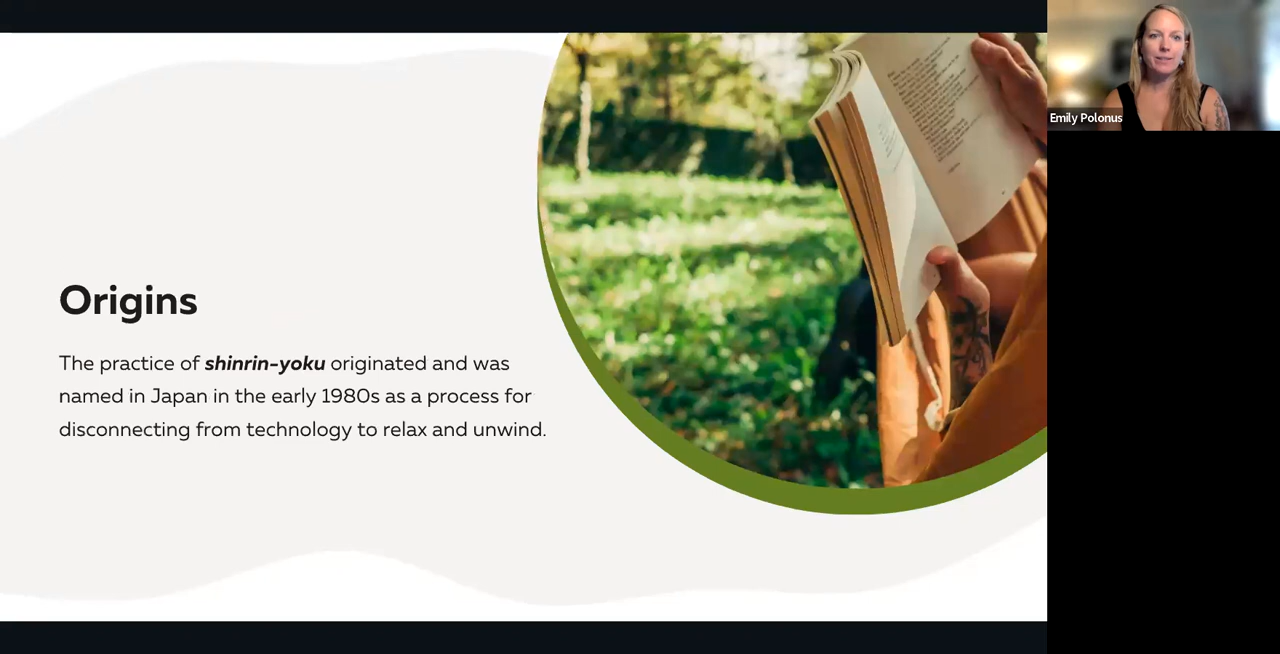 Origins
The practice of shinrin-yoku originated and was
named in Japan in the early 1980s as a process for
disconnecting from technology to relax and unwind.
Emily Polonus